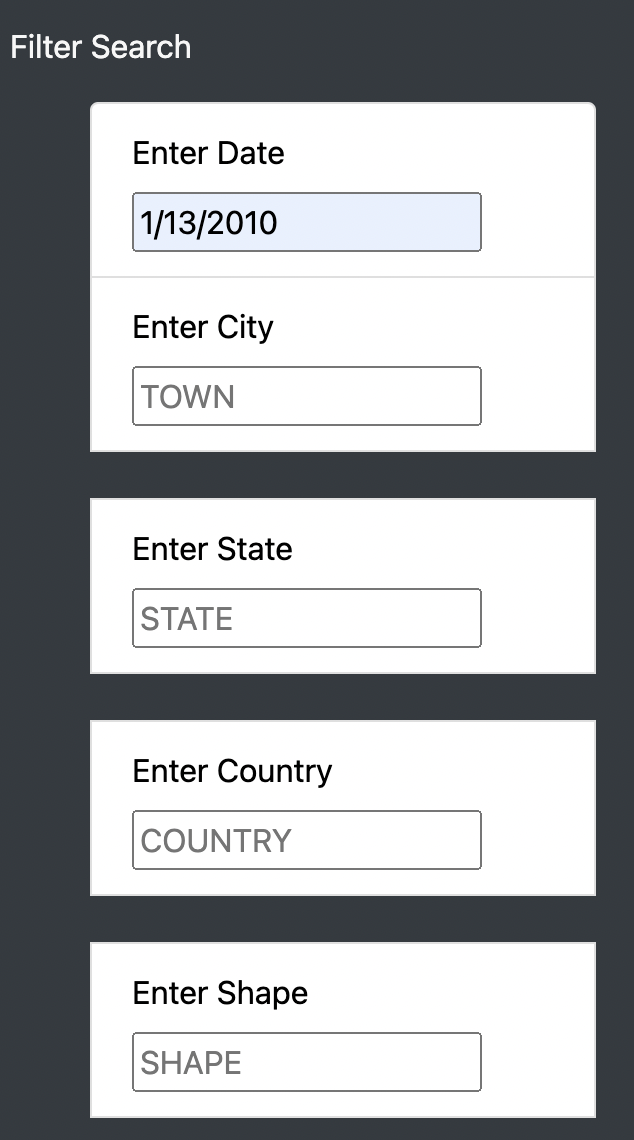 Filter Search
Enter Date
1/13/2010
Enter City
TOWN
Enter State
STATE
Enter Country
COUNTRY
Enter Shape
SHAPE